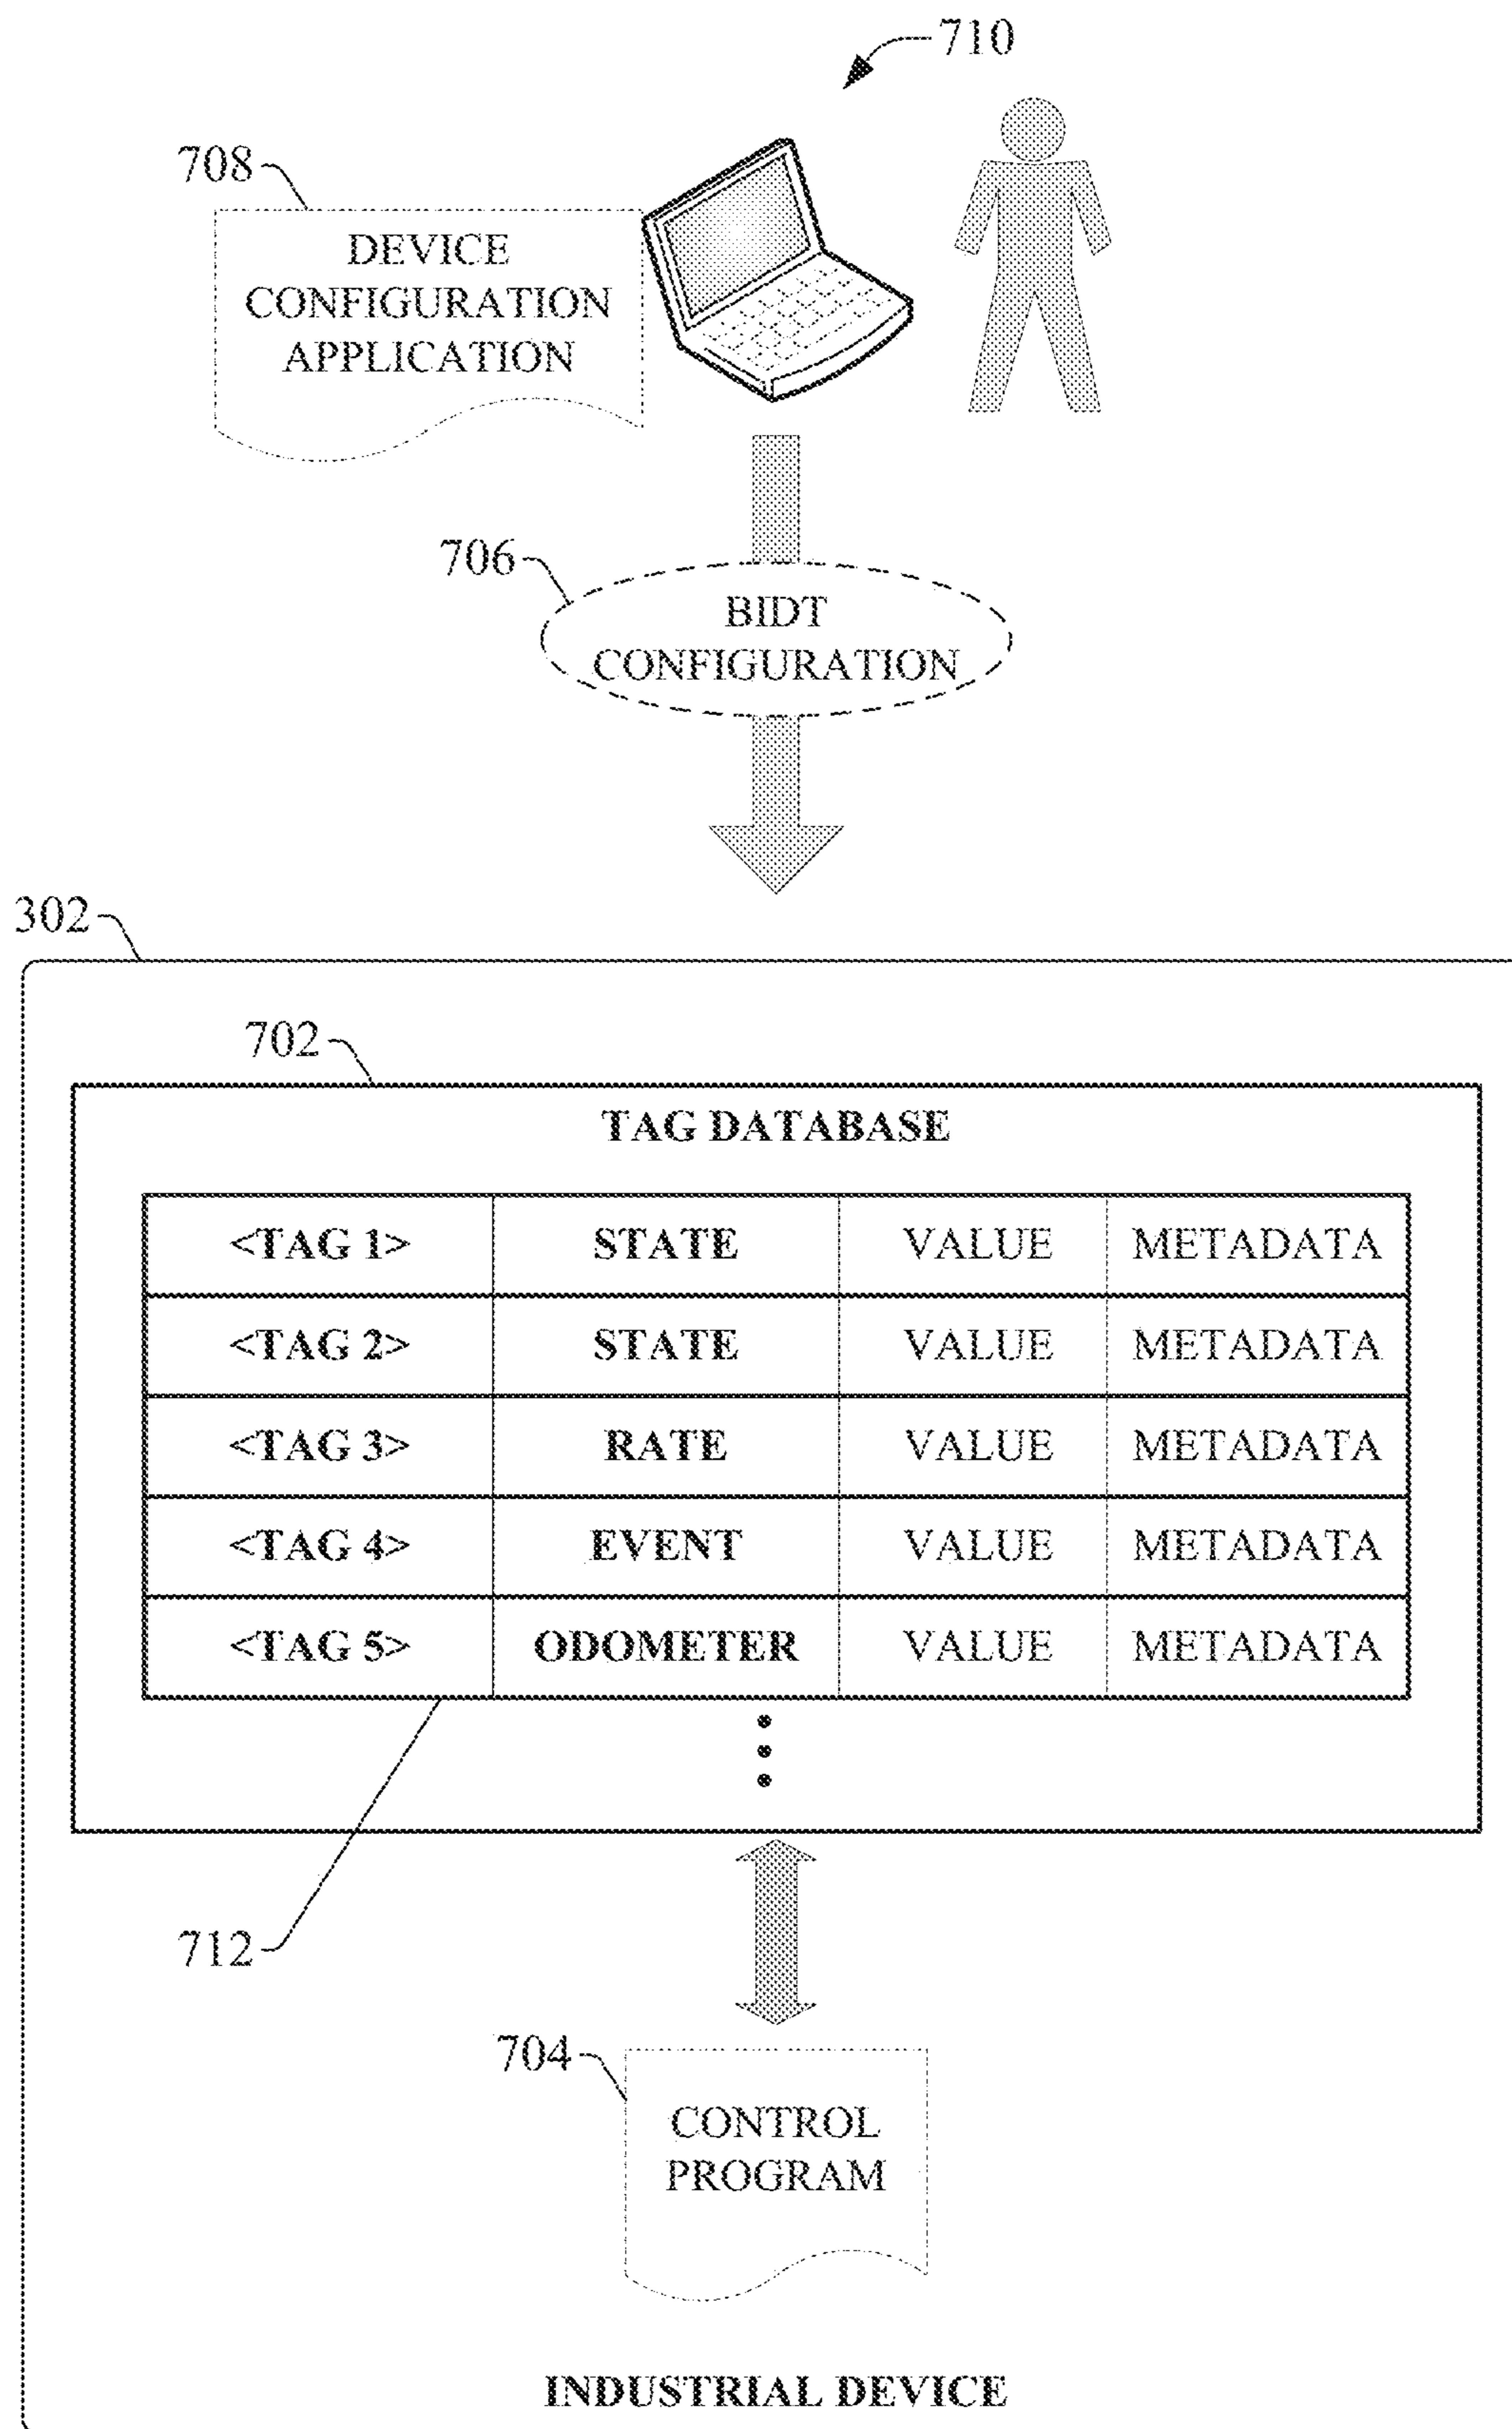 710
708
DEVICE
CONFIGURATION
APPLICATION
706
BIDT
CONFIGURATION
302
702
TAG DATABASE
<TAG 1> STATE VALUE METADATA
<TAG 2> STATE VALUE METADATA
<TAG 3> RATE VALUE METADATA
<TAG 4> EVENT VALUE METADATA
<TAG 5> ODOMETER VALUE METADATA
712
704
CONTROL
PROGRAM
INDUSTRIAL DEVICE